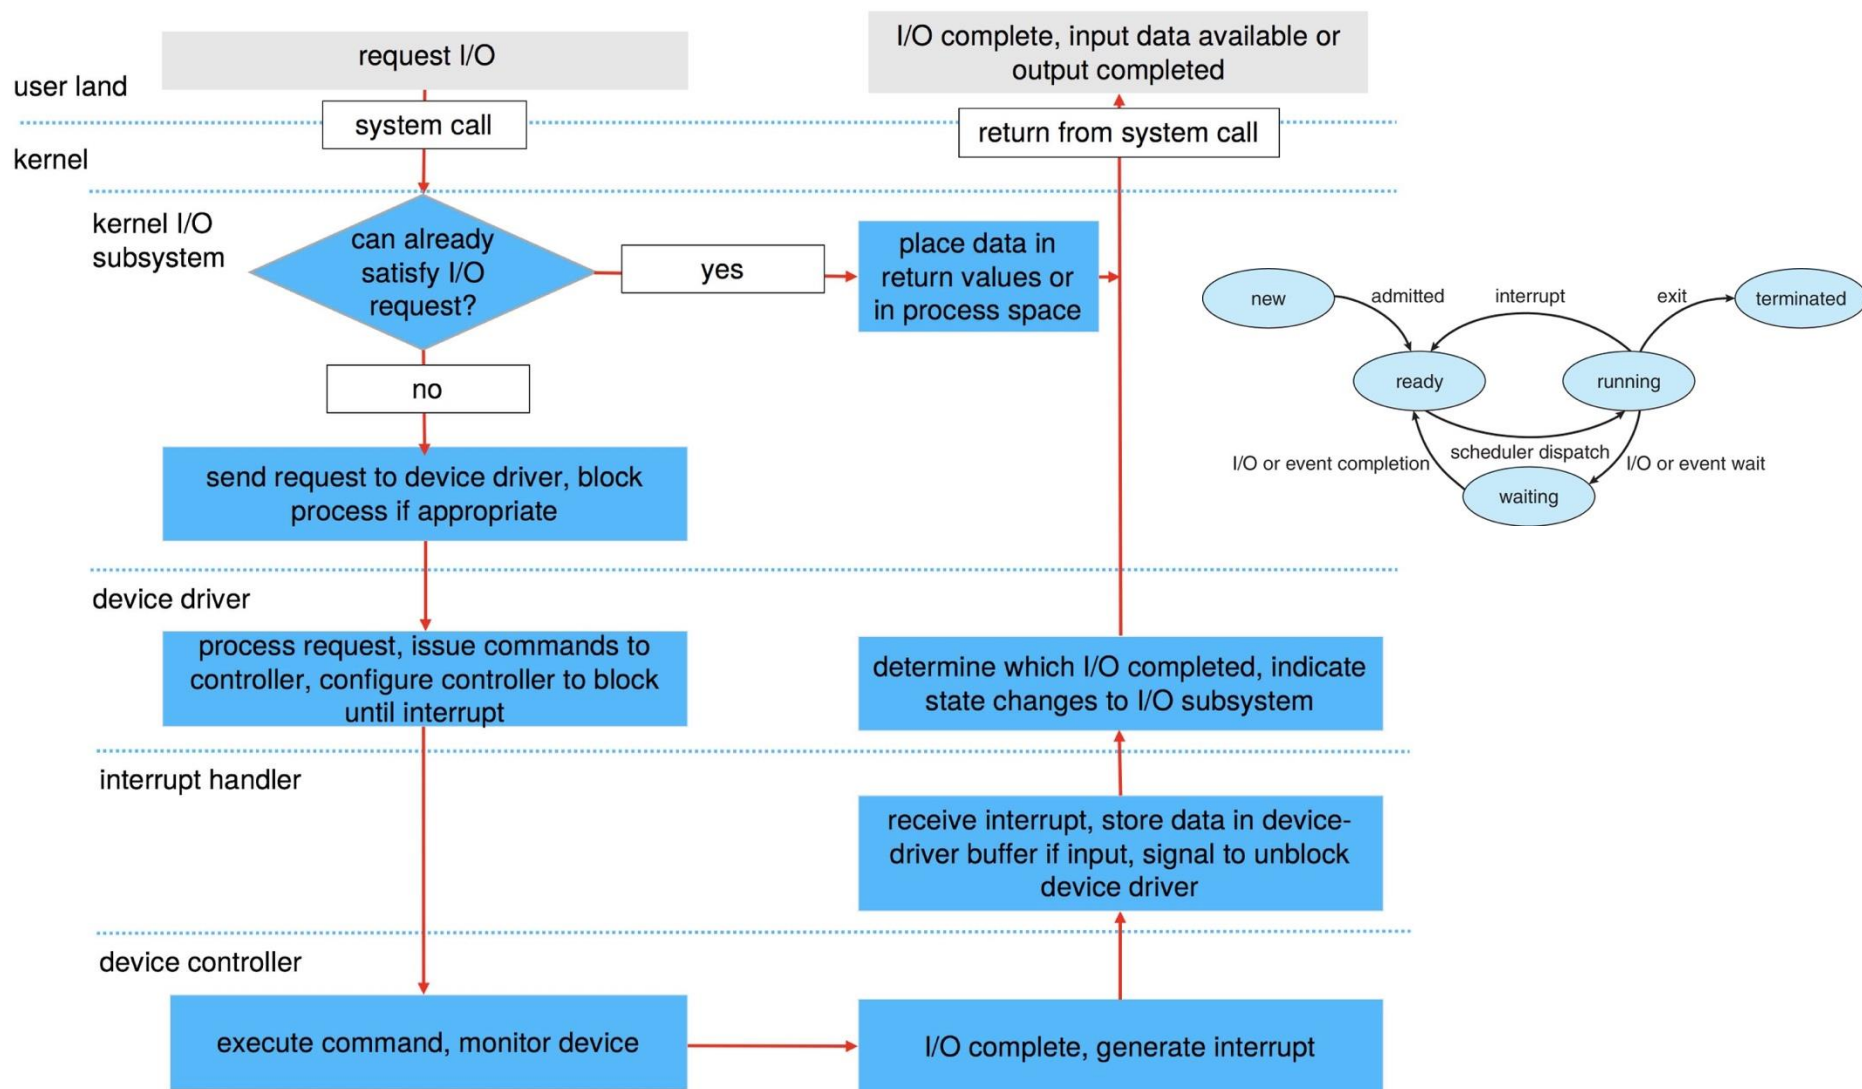 request I/O
I/O complete, input data available or
output completed
user land
system call
return from system call
kernel
kernel I/O
subsystem
can already
satisfy I/O
request?
yes
place data in
return values or
in process space
no
send request to device driver, block
process if appropriate
device driver
process request, issue commands to
controller, configure controller to block
until interrupt
determine which I/O completed, indicate
state changes to I/O subsystem
interrupt handler
receive interrupt, store data in device-
driver buffer if input, signal to unblock
device driver
device controller
execute command, monitor device
I/O complete, generate interrupt
new
admitted
interrupt
exit
terminated
ready
running
I/O or event completion
scheduler dispatch
I/O or event wait
waiting